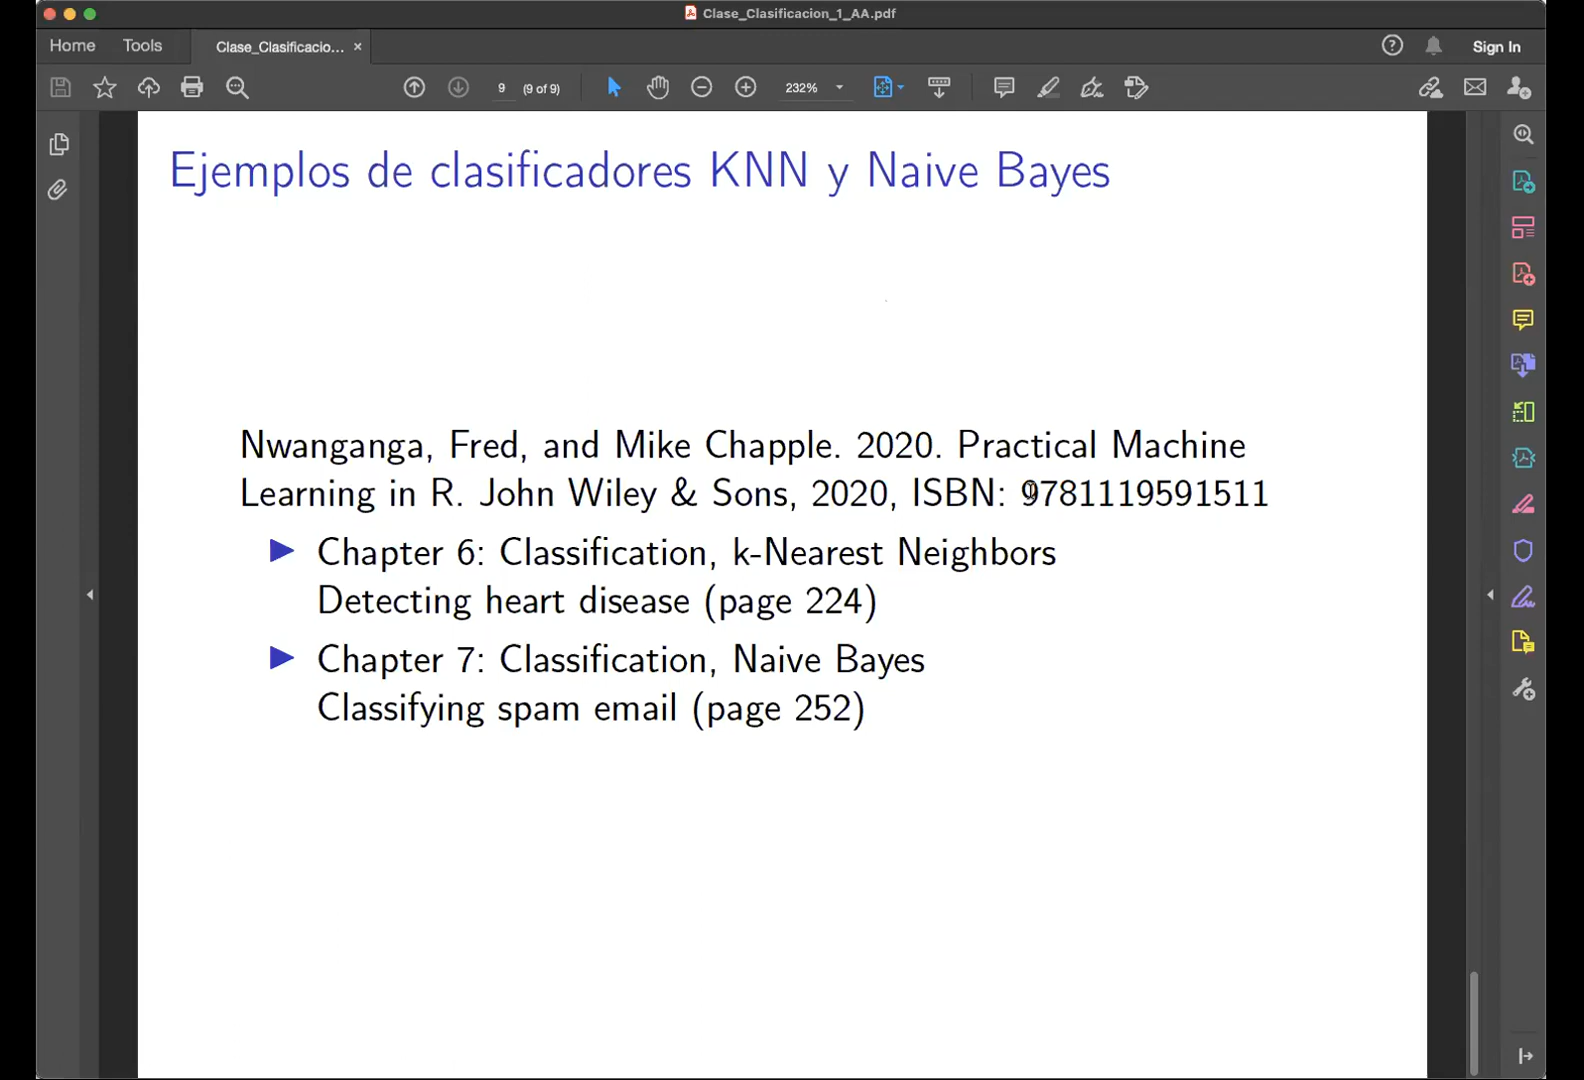 Clase_Clasificacion_1_AA.pdf
Home Tools Clase_Clasificacio... × Sign In
9 (9 of 9) 232%
Ejemplos de clasificadores KNN y Naive Bayes
Nwanganga, Fred, and Mike Chapple. 2020. Practical Machine
Learning in R. John Wiley & Sons, 2020, ISBN: 9781119591511
▶ Chapter 6: Classification, k-Nearest Neighbors
Detecting heart disease (page 224)
▶ Chapter 7: Classification, Naive Bayes
Classifying spam email (page 252)